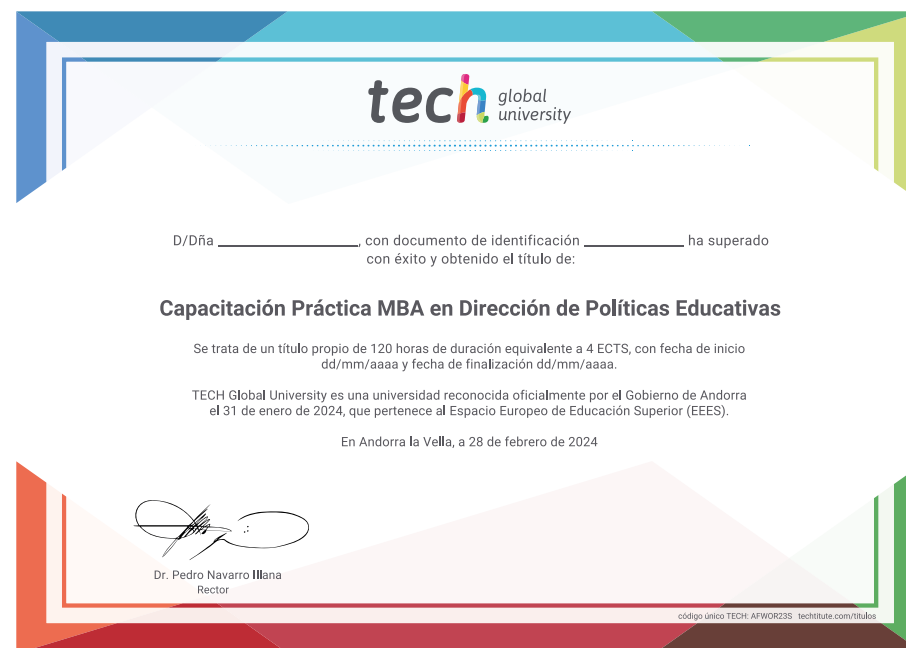 tech global university
D/Dña ____________________, con documento de identificación ______________ ha superado
con éxito y obtenido el título de:
Capacitación Práctica MBA en Dirección de Políticas Educativas
Se trata de un título propio de 120 horas de duración equivalente a 4 ECTS, con fecha de inicio
dd/mm/aaaa y fecha de finalización dd/mm/aaaa.
TECH Global University es una universidad reconocida oficialmente por el Gobierno de Andorra
el 31 de enero de 2024, que pertenece al Espacio Europeo de Educación Superior (EEES).
En Andorra la Vella, a 28 de febrero de 2024
Dr. Pedro Navarro Illana
Rector
código único TECH: AFWOR23S techtitute.com/titulos